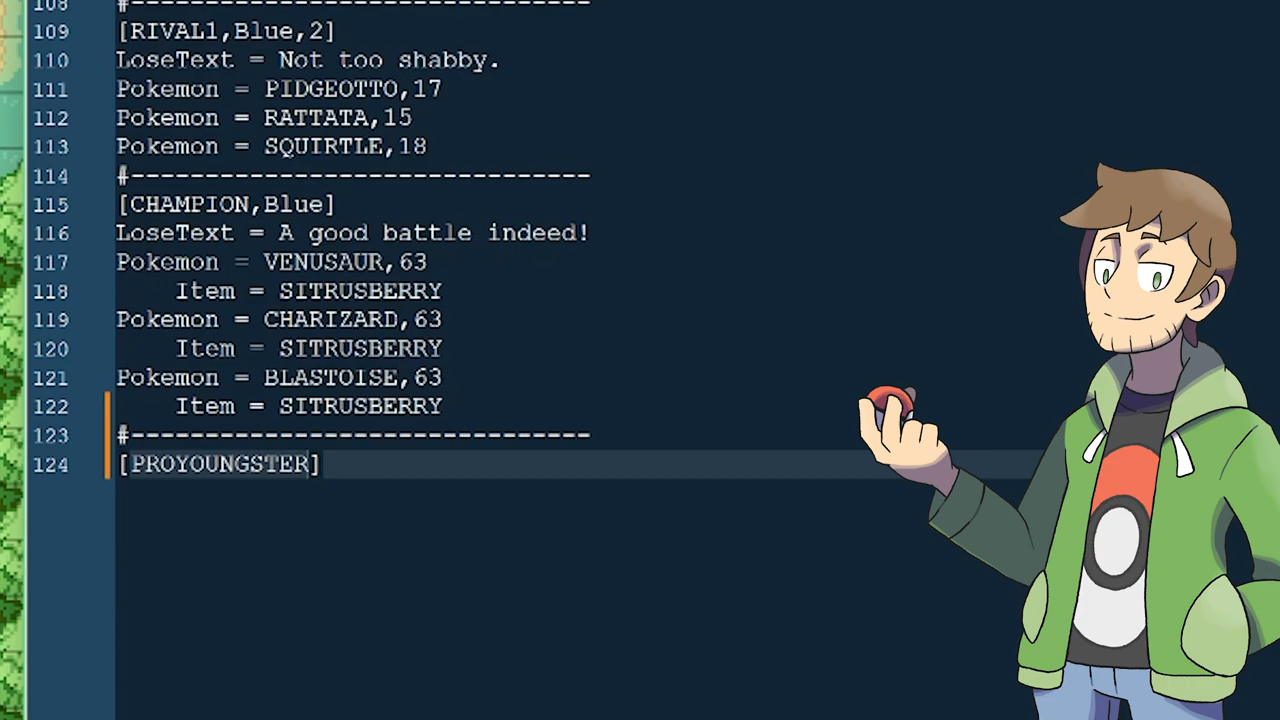 108 #-------------------------------
109 [RIVAL1,Blue,2]
110 LoseText = Not too shabby.
111 Pokemon = PIDGEOTTO,17
112 Pokemon = RATTATA,15
113 Pokemon = SQUIRTLE,18
114 #-------------------------------
115 [CHAMPION,Blue]
116 LoseText = A good battle indeed!
117 Pokemon = VENUSAUR,63
118     Item = SITRUSBERRY
119 Pokemon = CHARIZARD,63
120     Item = SITRUSBERRY
121 Pokemon = BLASTOISE,63
122     Item = SITRUSBERRY
123 #-------------------------------
124 [PROYOUNGSTER]